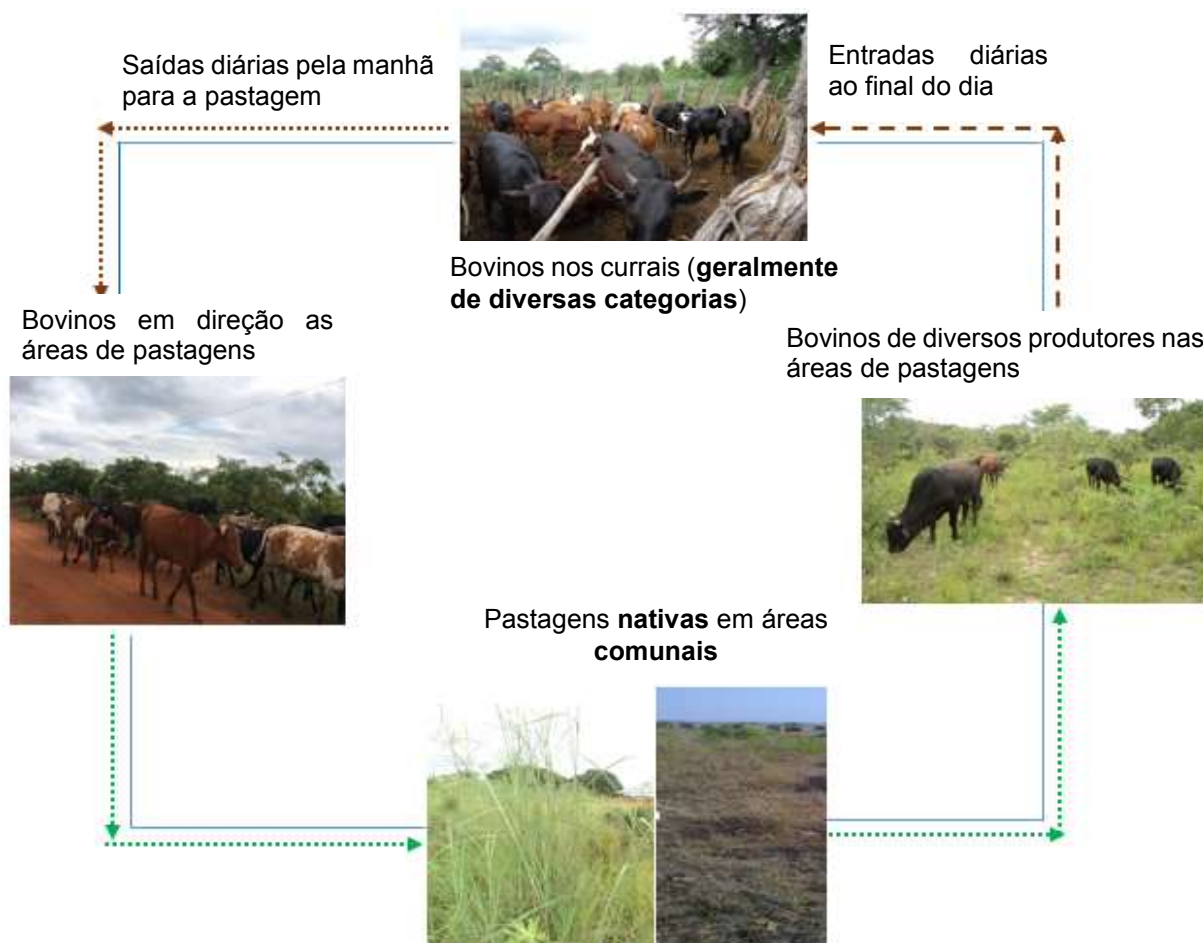 Saídas diárias pela manhã
para a pastagem
Entradas diárias
ao final do dia
Bovinos nos currais (geralmente
de diversas categorias)
Bovinos em direção as
áreas de pastagens
Bovinos de diversos produtores nas
áreas de pastagens
Pastagens nativas em áreas
comunais